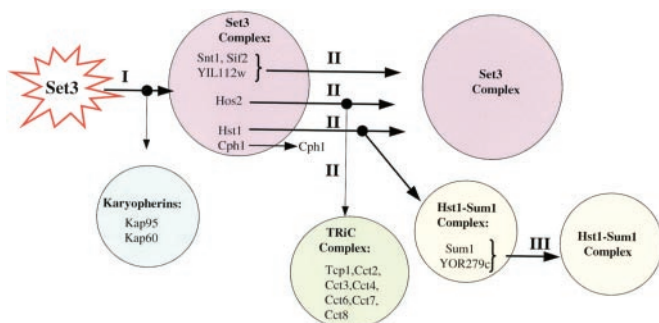 Set3
I
Set3
Complex:
Snt1, Sif2
YIL112w
II
Hos2
II
Hst1
II
Cph1
Cph1
Set3
Complex
Karyopherins:
Kap95
Kap60
II
TRiC
Complex:
Tcp1,Cct2,
Cct3,Cct4,
Cct6,Cct7,
Cct8
Hst1-Sum1
Complex:
Sum1
YOR279c
III
Hst1-Sum1
Complex